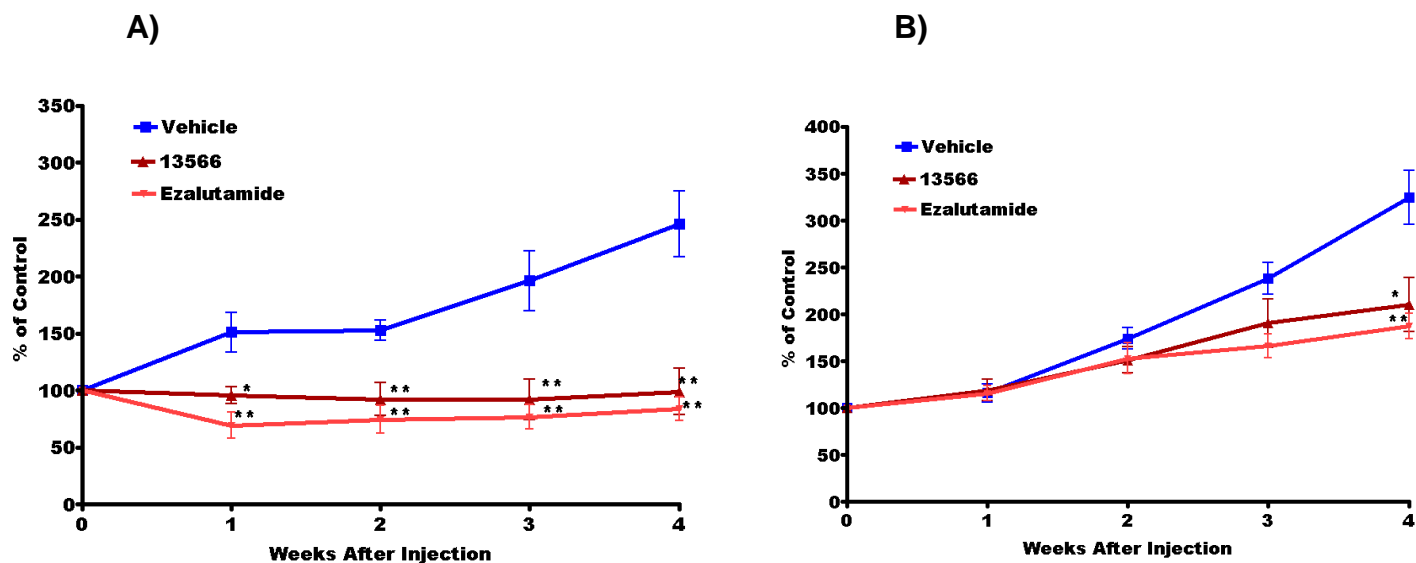 A)
350
300
250
200
150
100
50
0
% of Control
Vehicle
13566
Ezalutamide
*
**
**
**
**
**
**
**
0 1 2 3 4
Weeks After Injection
B)
400
350
300
250
200
150
100
50
0
% of Control
Vehicle
13566
Ezalutamide
*
**
0 1 2 3 4
Weeks After Injection